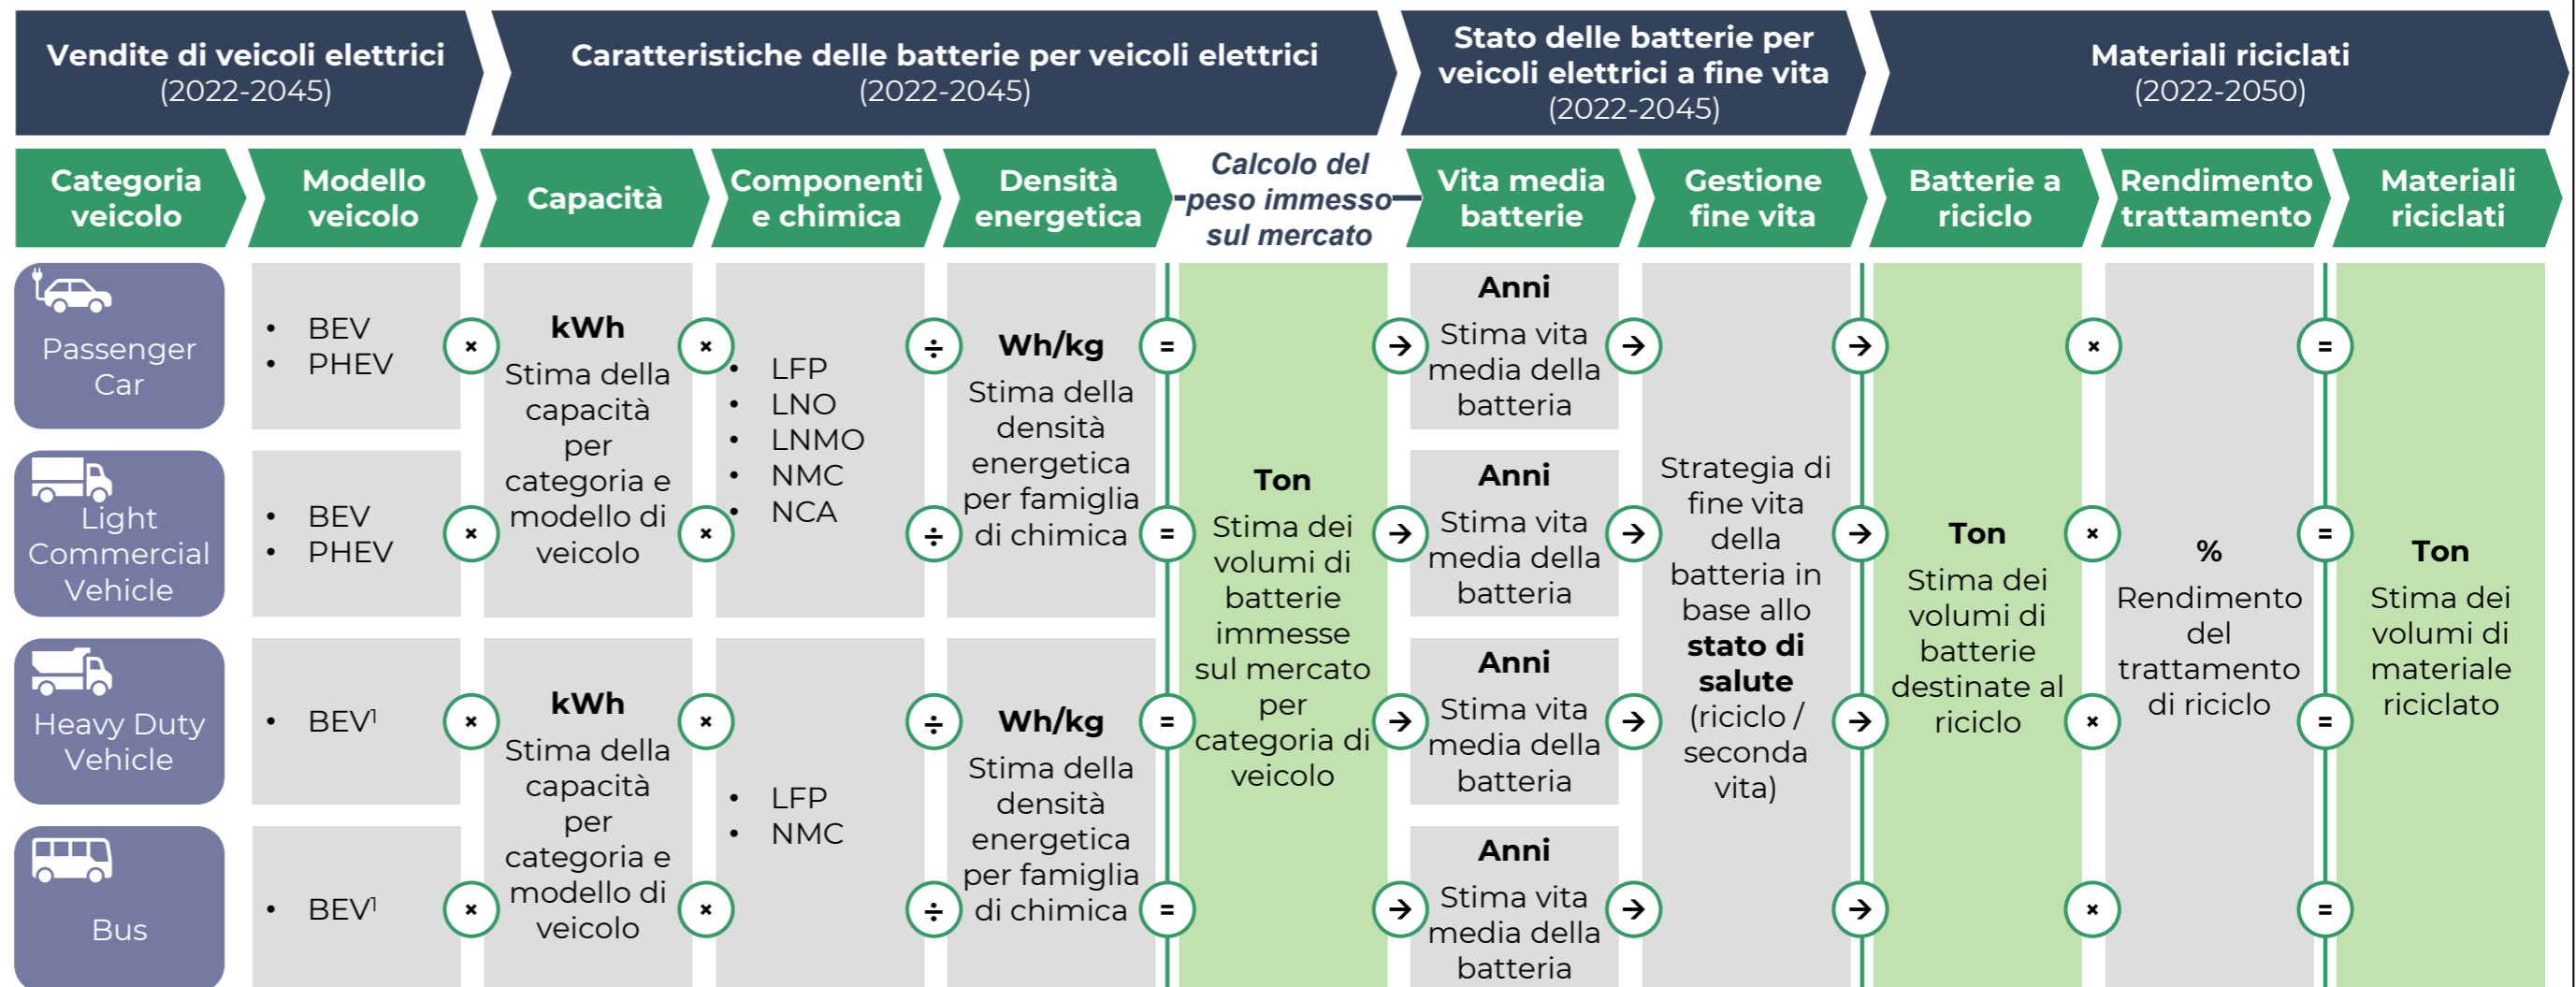 Vendite di veicoli elettrici
(2022-2045)
Caratteristiche delle batterie per veicoli elettrici
(2022-2045)
Stato delle batterie per
veicoli elettrici a fine vita
(2022-2045)
Materiali riciclati
(2022-2050)
Categoria
veicolo
Modello
veicolo
Capacità
Componenti
e chimica
Densità
energetica
Calcolo del
peso immesso
sul mercato
Vita media
batterie
Gestione
fine vita
Batterie a
riciclo
Rendimento
trattamento
Materiali
riciclati
Passenger
Car
• BEV
• PHEV
Light
Commercial
Vehicle
• BEV
• PHEV
kWh
Stima della
capacità
per
categoria e
modello di
veicolo
• LFP
• LNO
• LNMO
• NMC
• NCA
Wh/kg
Stima della
densità
energetica
per famiglia
di chimica
Heavy Duty
Vehicle
• BEV¹
Bus
• BEV¹
kWh
Stima della
capacità
per
categoria e
modello di
veicolo
• LFP
• NMC
Wh/kg
Stima della
densità
energetica
per famiglia
di chimica
× × ÷ = → → → × =
× × ÷ = → → → × =
× × ÷ = → → → × =
× × ÷ = → → → × =
Ton
Stima dei
volumi di
batterie
immesse
sul mercato
per
categoria di
veicolo
Anni
Stima vita
media della
batteria
Anni
Stima vita
media della
batteria
Anni
Stima vita
media della
batteria
Anni
Stima vita
media della
batteria
Strategia di
fine vita
della
batteria in
base allo
stato di
salute
(riciclo /
seconda
vita)
Ton
Stima dei
volumi di
batterie
destinate al
riciclo
%
Rendimento
del
trattamento
di riciclo
Ton
Stima dei
volumi di
materiale
riciclato